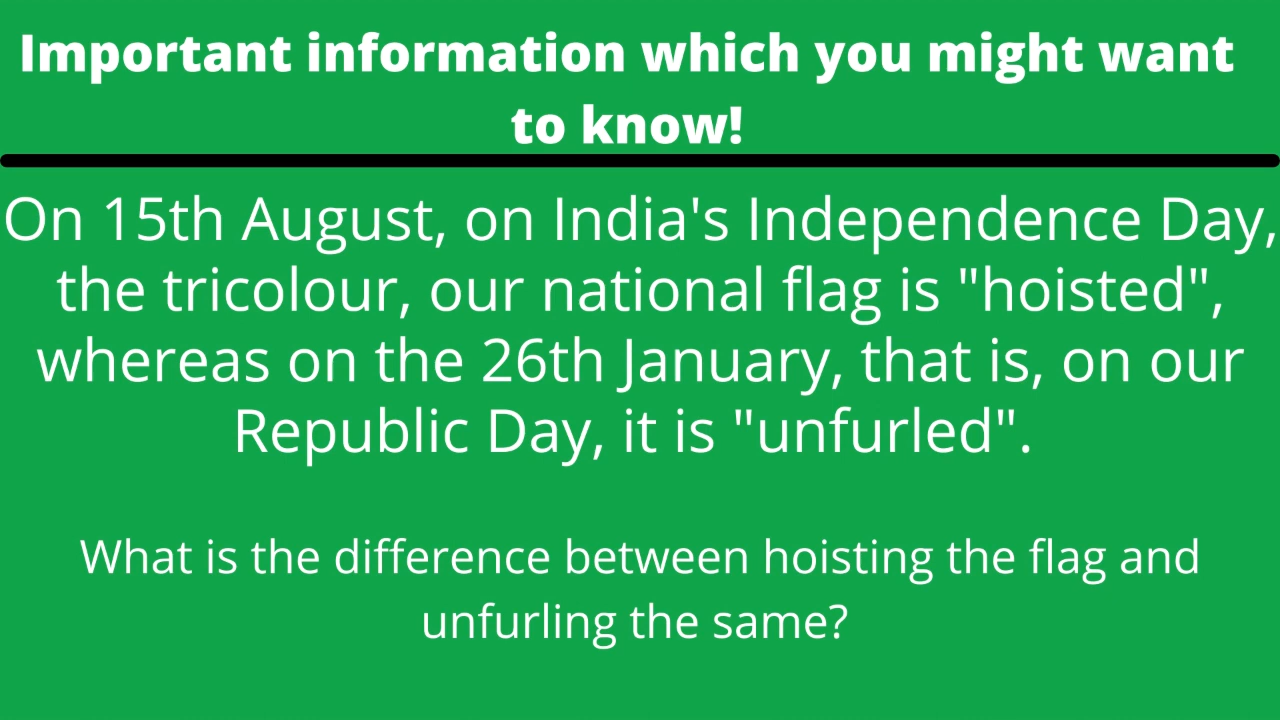 Important information which you might want
to know!
On 15th August, on India's Independence Day,
the tricolour, our national flag is "hoisted",
whereas on the 26th January, that is, on our
Republic Day, it is "unfurled".
What is the difference between hoisting the flag and
unfurling the same?